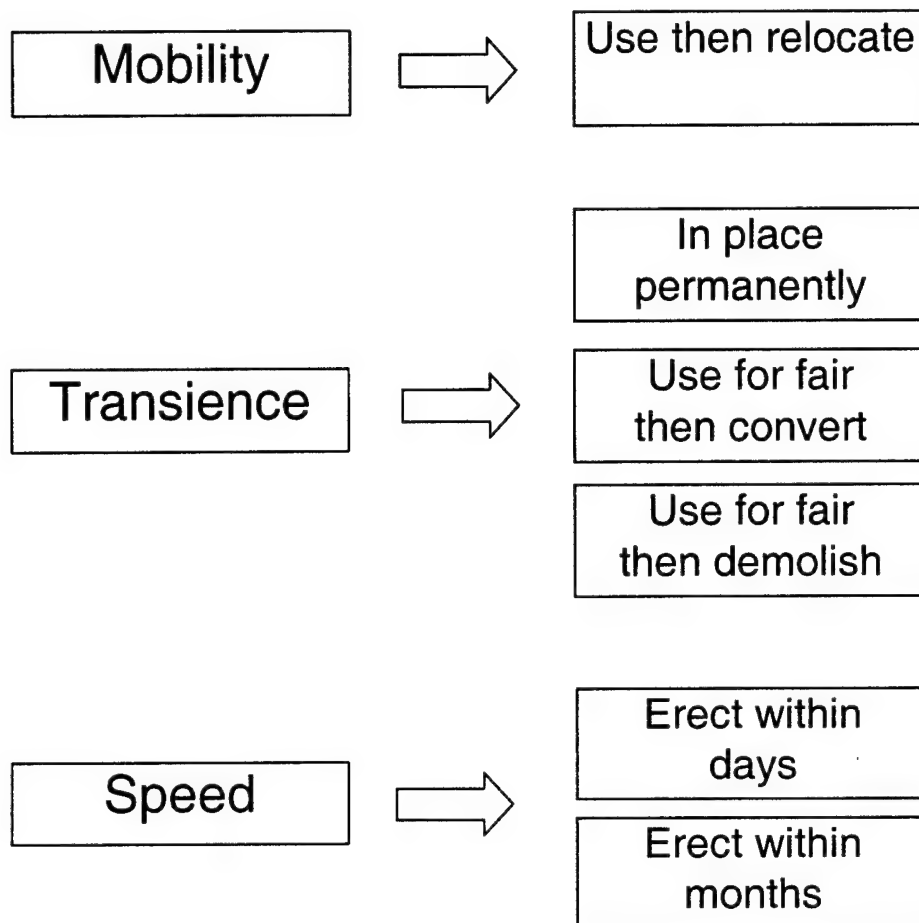 Mobility
Use then relocate
In place
permanently
Transience
Use for fair
then convert
Use for fair
then demolish
Erect within
days
Speed
Erect within
months